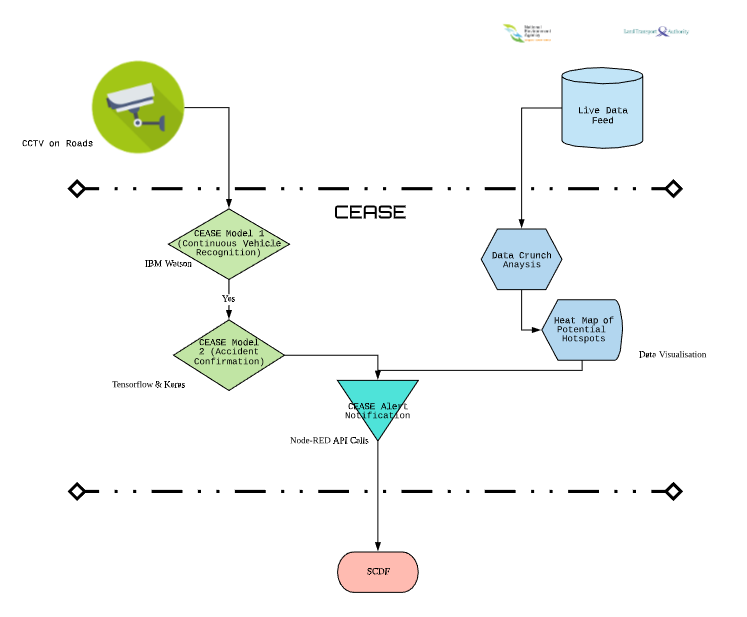 National
Environment
Agency
Land Transport Authority
Live Data
Feed
CCTV on Roads
CEASE
CEASE Model 1
(Continuous Vehicle
Recognition)
IBM Watson
Data Crunch
Anaysis
Yes
Heat Map of
Potential
Hotspots
Data Visualisation
CEASE Model
2 (Accident
Confirmation)
Tensorflow & Keras
CEASE Alert
Notification
Node-RED API Calls
SCDF